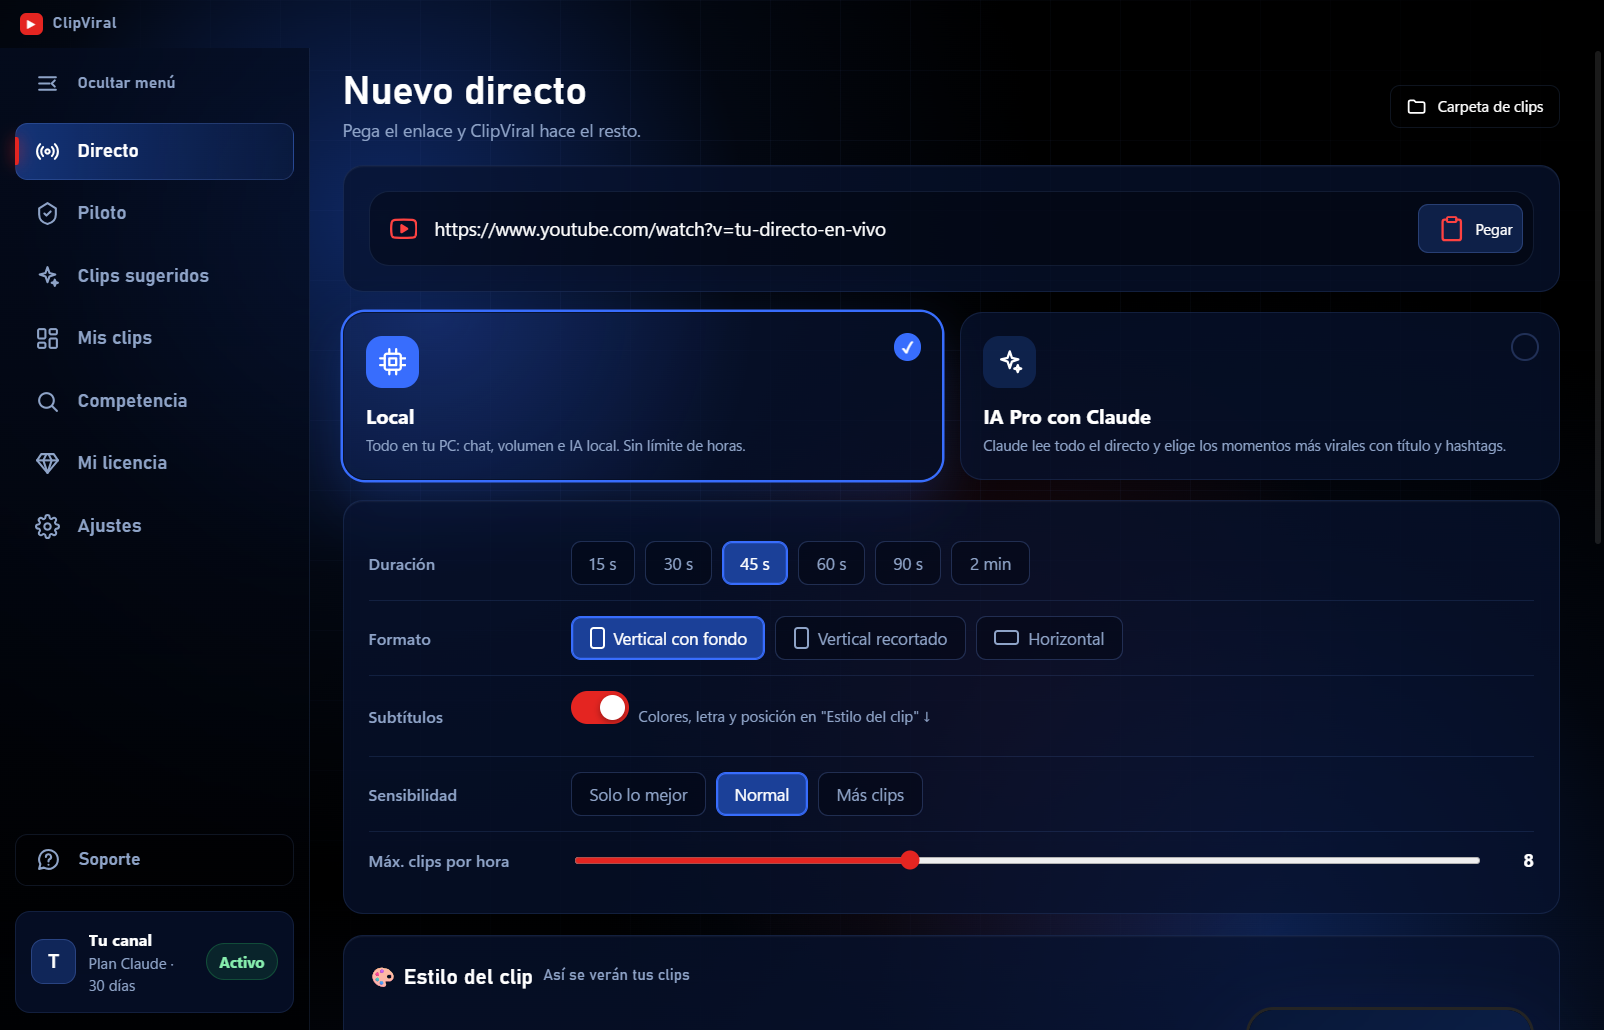 ClipViral
Ocultar menú
Directo
Piloto
Clips sugeridos
Mis clips
Competencia
Mi licencia
Ajustes
Soporte
T
Tu canal
Plan Claude ·
30 días
Activo
Nuevo directo
Pega el enlace y ClipViral hace el resto.
Carpeta de clips
https://www.youtube.com/watch?v=tu-directo-en-vivo
Pegar
Local
Todo en tu PC: chat, volumen e IA local. Sin límite de horas.
IA Pro con Claude
Claude lee todo el directo y elige los momentos más virales con título y hashtags.
Duración
15 s
30 s
45 s
60 s
90 s
2 min
Formato
Vertical con fondo
Vertical recortado
Horizontal
Subtítulos
Colores, letra y posición en "Estilo del clip" ↓
Sensibilidad
Solo lo mejor
Normal
Más clips
Máx. clips por hora
8
Estilo del clip
Así se verán tus clips